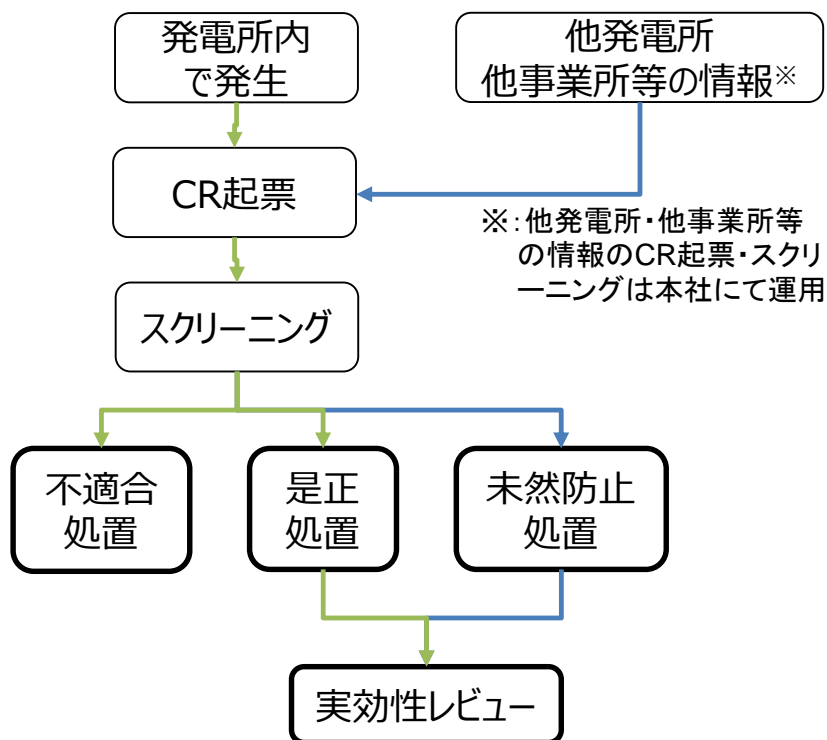 発電所内
で発生
他発電所
他事業所等の情報※
CR起票
※：他発電所・他事業所等
の情報のCR起票・スクリ
ーニングは本社にて運用
スクリーニング
不適合
処置
是正
処置
未然防止
処置
実効性レビュー